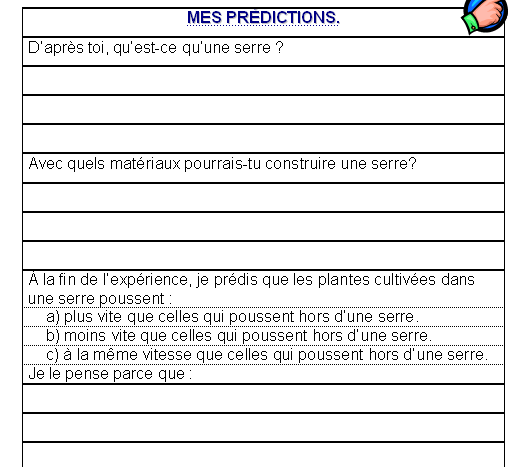 MES PRÉDICTIONS.
D'après toi, qu'est-ce qu'une serre ?
Avec quels matériaux pourrais-tu construire une serre?
À la fin de l'expérience, je prédis que les plantes cultivées dans
une serre poussent :
a) plus vite que celles qui poussent hors d'une serre.
b) moins vite que celles qui poussent hors d'une serre.
c) à la même vitesse que celles qui poussent hors d'une serre.
Je le pense parce que :